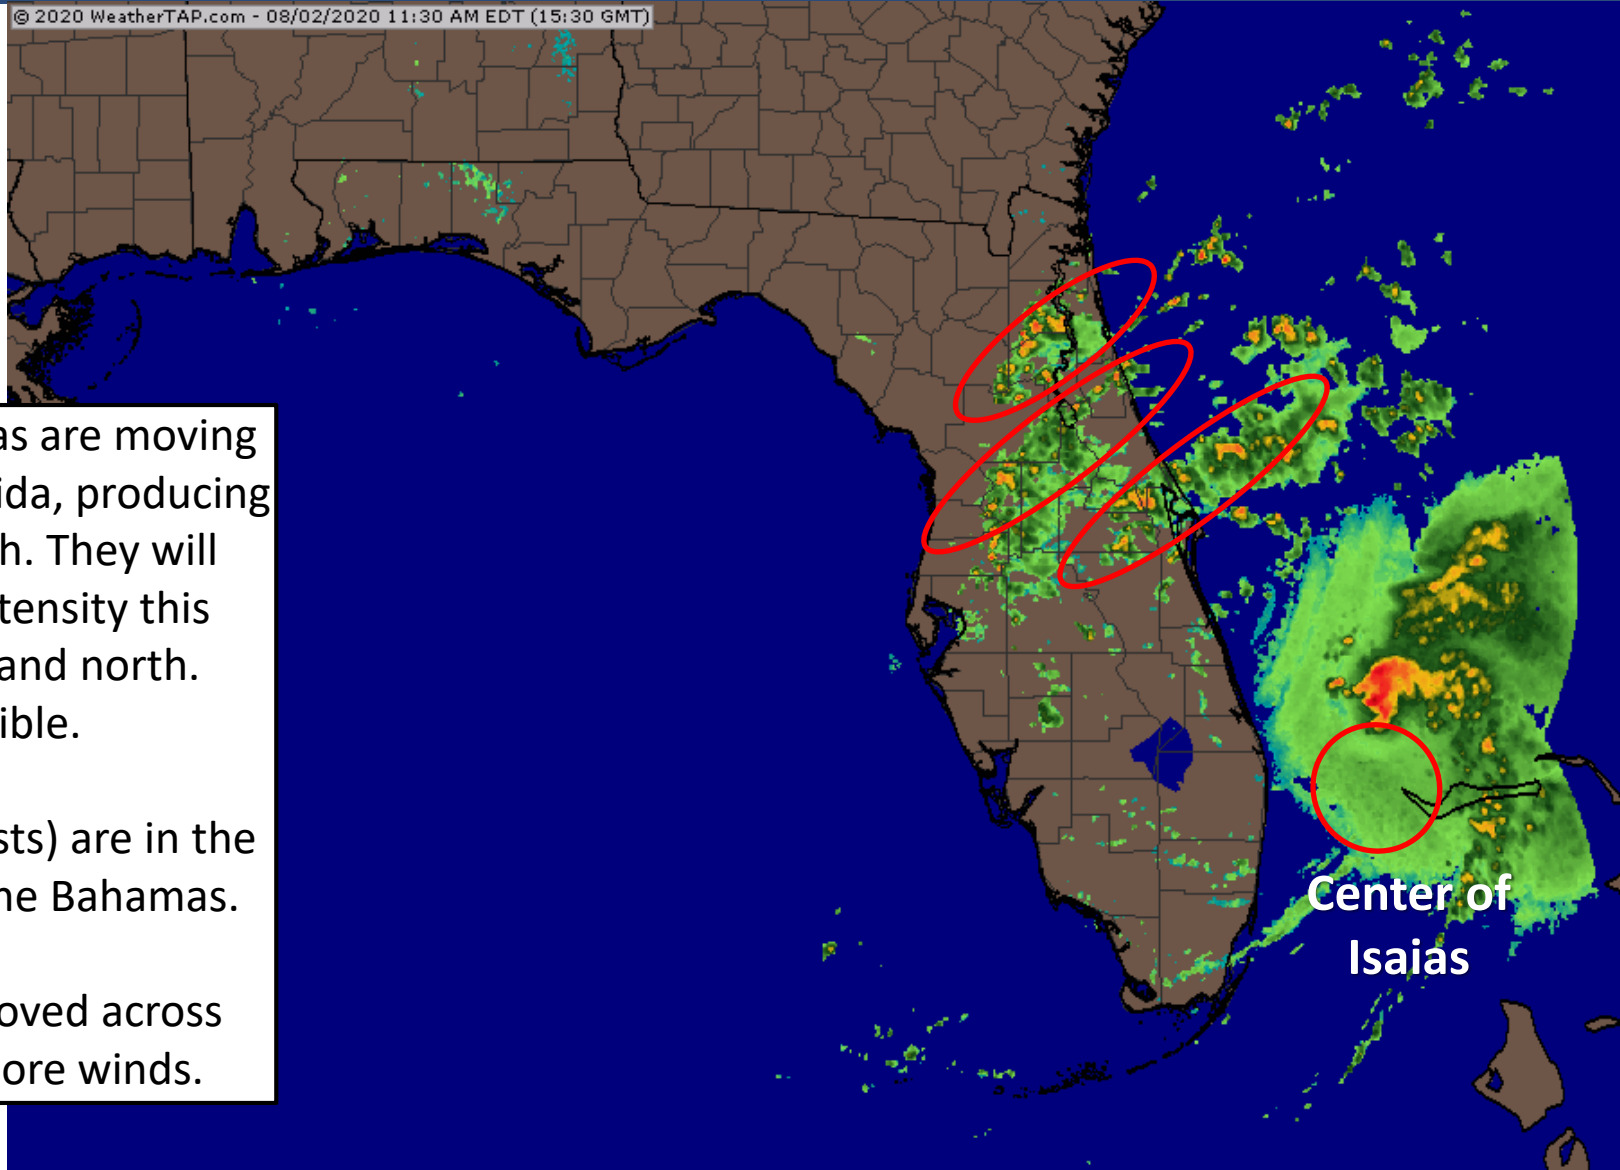 © 2020 WeatherTAP.com - 08/02/2020 11:30 AM EDT (15:30 GMT)
as are moving
ida, producing
h. They will
tensity this
and north.
ible.
sts) are in the
ne Bahamas.
oved across
ore winds.
Center of
Isaias